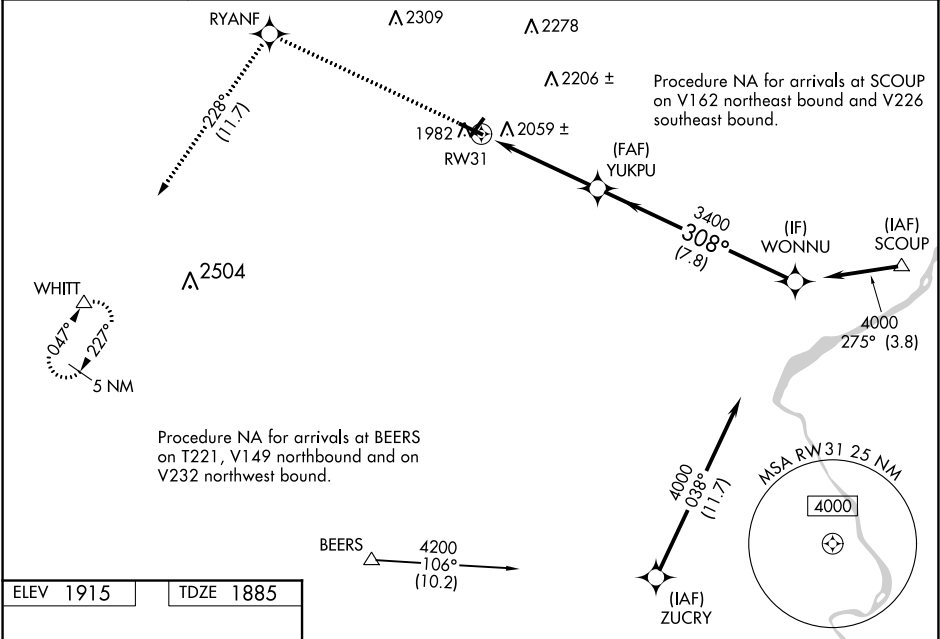 RYANF
2309
2278
2206 ±
Procedure NA for arrivals at SCOUP
on V162 northeast bound and V226
southeast bound.
228°
(11.7)
1982
2059 ±
RW31
(FAF)
YUKPU
3400
308°
(7.8)
(IF)
WONNU
(IAF)
SCOUP
2504
WHITT
047°
227°
5 NM
4000
275° (3.8)
Procedure NA for arrivals at BEERS
on T221, V149 northbound and on
V232 northwest bound.
4000
038°
(11.7)
MSA RW31 25 NM
4000
BEERS
4200
106°
(10.2)
(IAF)
ZUCRY
ELEV 1915
TDZE 1885